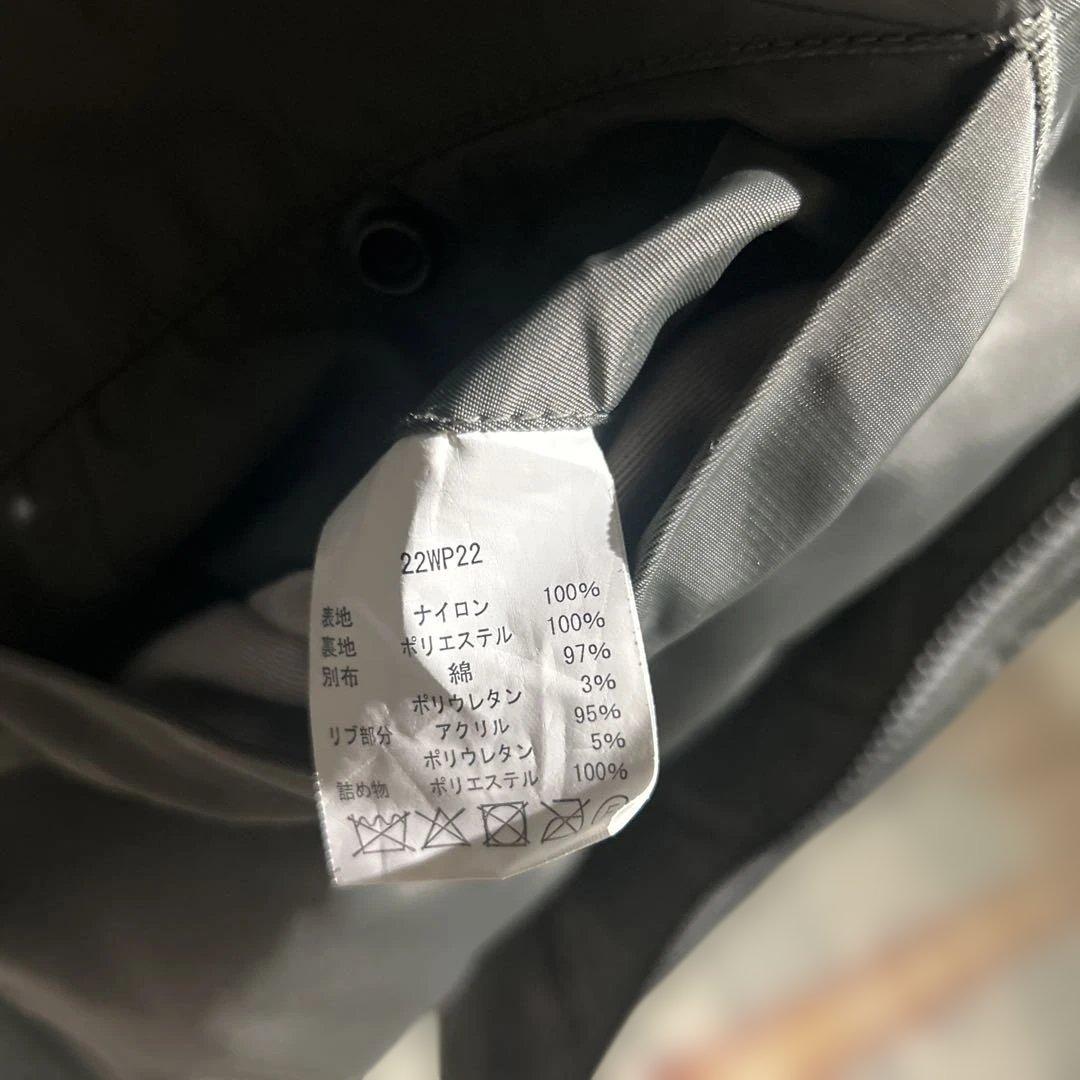 22WP22
表地 ナイロン 100%
裏地 ポリエステル 100%
別布 綿 97%
ポリウレタン 3%
リブ部分 アクリル 95%
ポリウレタン 5%
詰め物 ポリエステル 100%